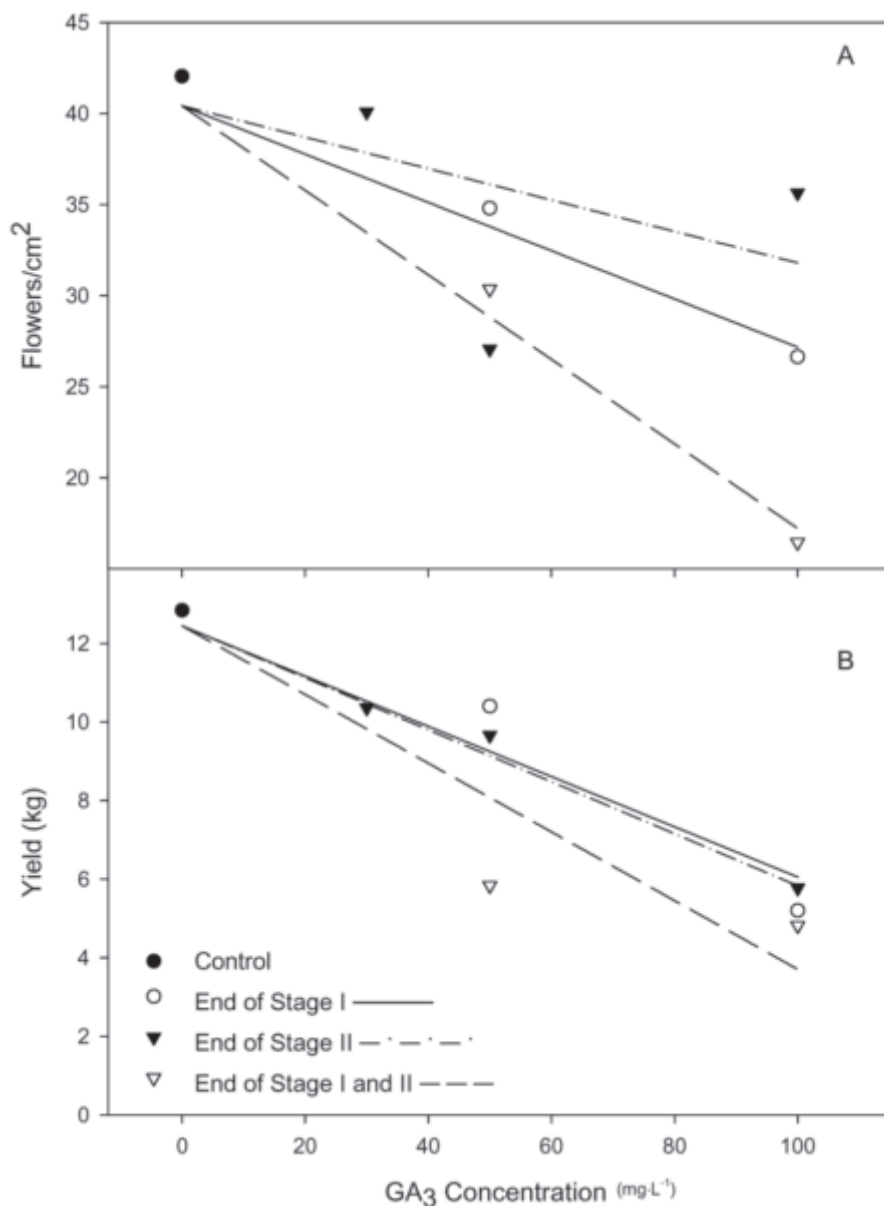 A
45
40
35
30
25
20
Flowers/cm²
B
12
10
8
6
4
2
0
Yield (kg)
Control
End of Stage I
End of Stage II
End of Stage I and II
0 20 40 60 80 100
GA₃ Concentration (mg·L⁻¹)